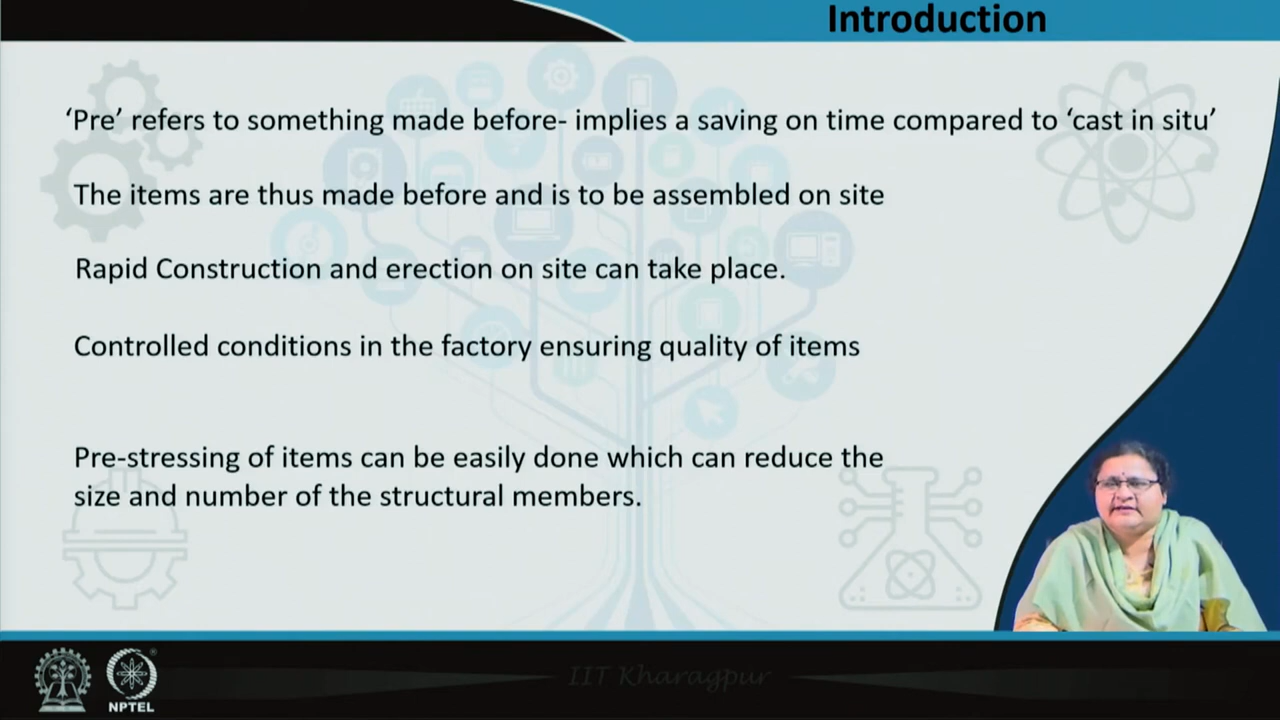 Introduction
‘Pre’ refers to something made before- implies a saving on time compared to ‘cast in situ’
The items are thus made before and is to be assembled on site
Rapid Construction and erection on site can take place.
Controlled conditions in the factory ensuring quality of items
Pre-stressing of items can be easily done which can reduce the
size and number of the structural members.
IIT Kharagpur
NPTEL